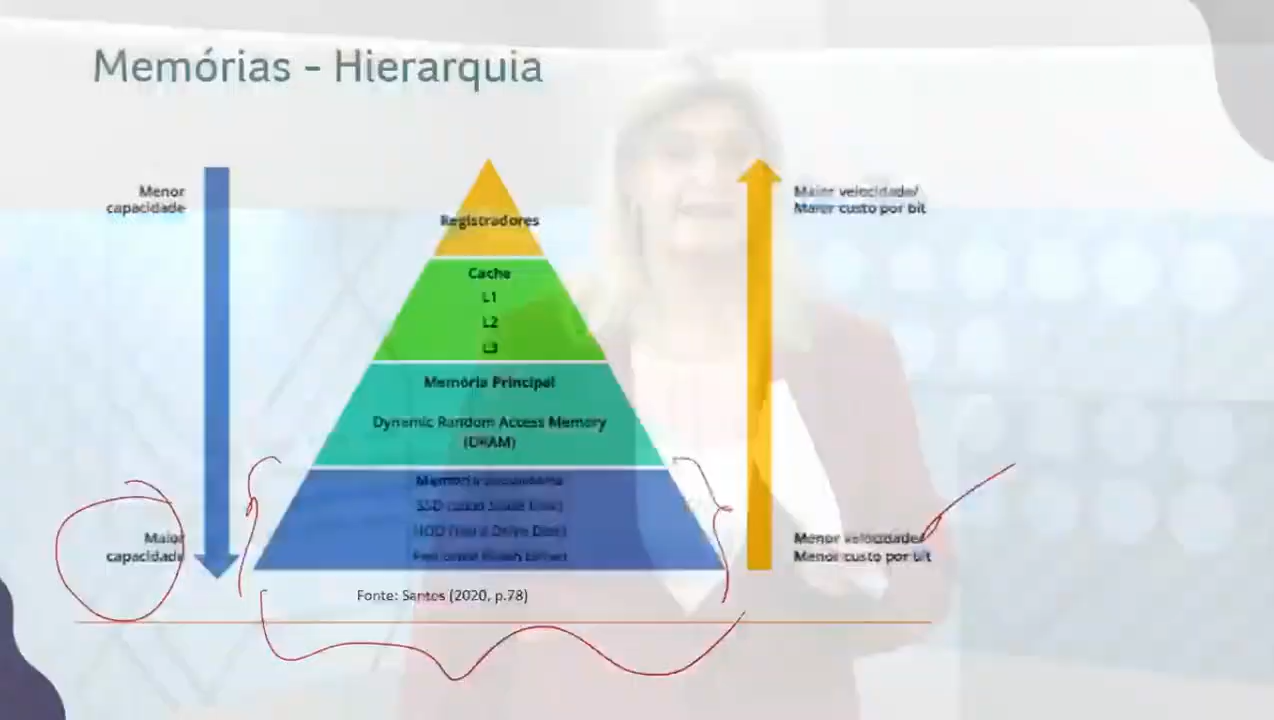 Memórias - Hierarquia
Menor
capacidade
Maior velocidade/
Maior custo por bit
Registradores
Cache
L1
L2
L3
Memória Principal
Dynamic Random Access Memory
(DRAM)
Memória secundária
SSD (Solid State Disk)
HDD (Hard Drive Disk)
Maior
capacidade
Menor velocidade/
Menor custo por bit
Fonte: Santos (2020, p.78)